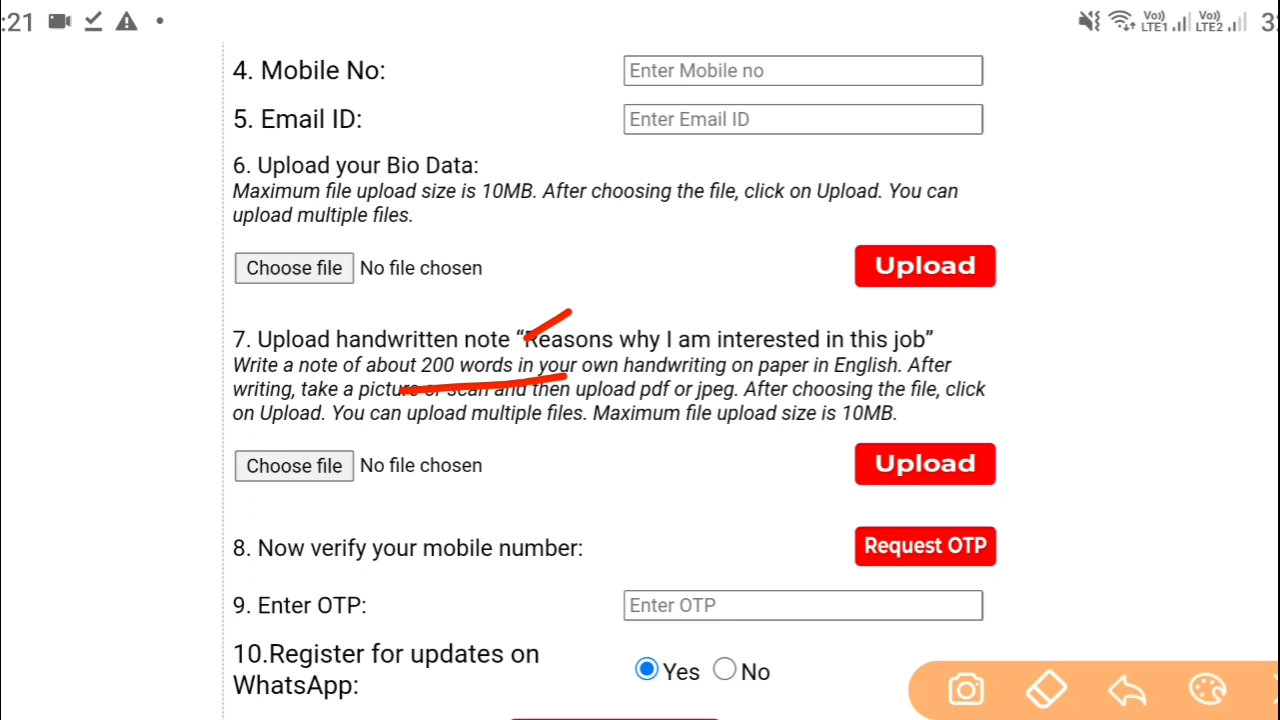 :21
Vo)) LTE1 Vo)) LTE2 3
4. Mobile No: Enter Mobile no
5. Email ID: Enter Email ID
6. Upload your Bio Data:
Maximum file upload size is 10MB. After choosing the file, click on Upload. You can
upload multiple files.
Choose file No file chosen Upload
7. Upload handwritten note “Reasons why I am interested in this job”
Write a note of about 200 words in your own handwriting on paper in English. After
writing, take a picture or scan and then upload pdf or jpeg. After choosing the file, click
on Upload. You can upload multiple files. Maximum file upload size is 10MB.
Choose file No file chosen Upload
8. Now verify your mobile number: Request OTP
9. Enter OTP: Enter OTP
10.Register for updates on
WhatsApp: Yes No